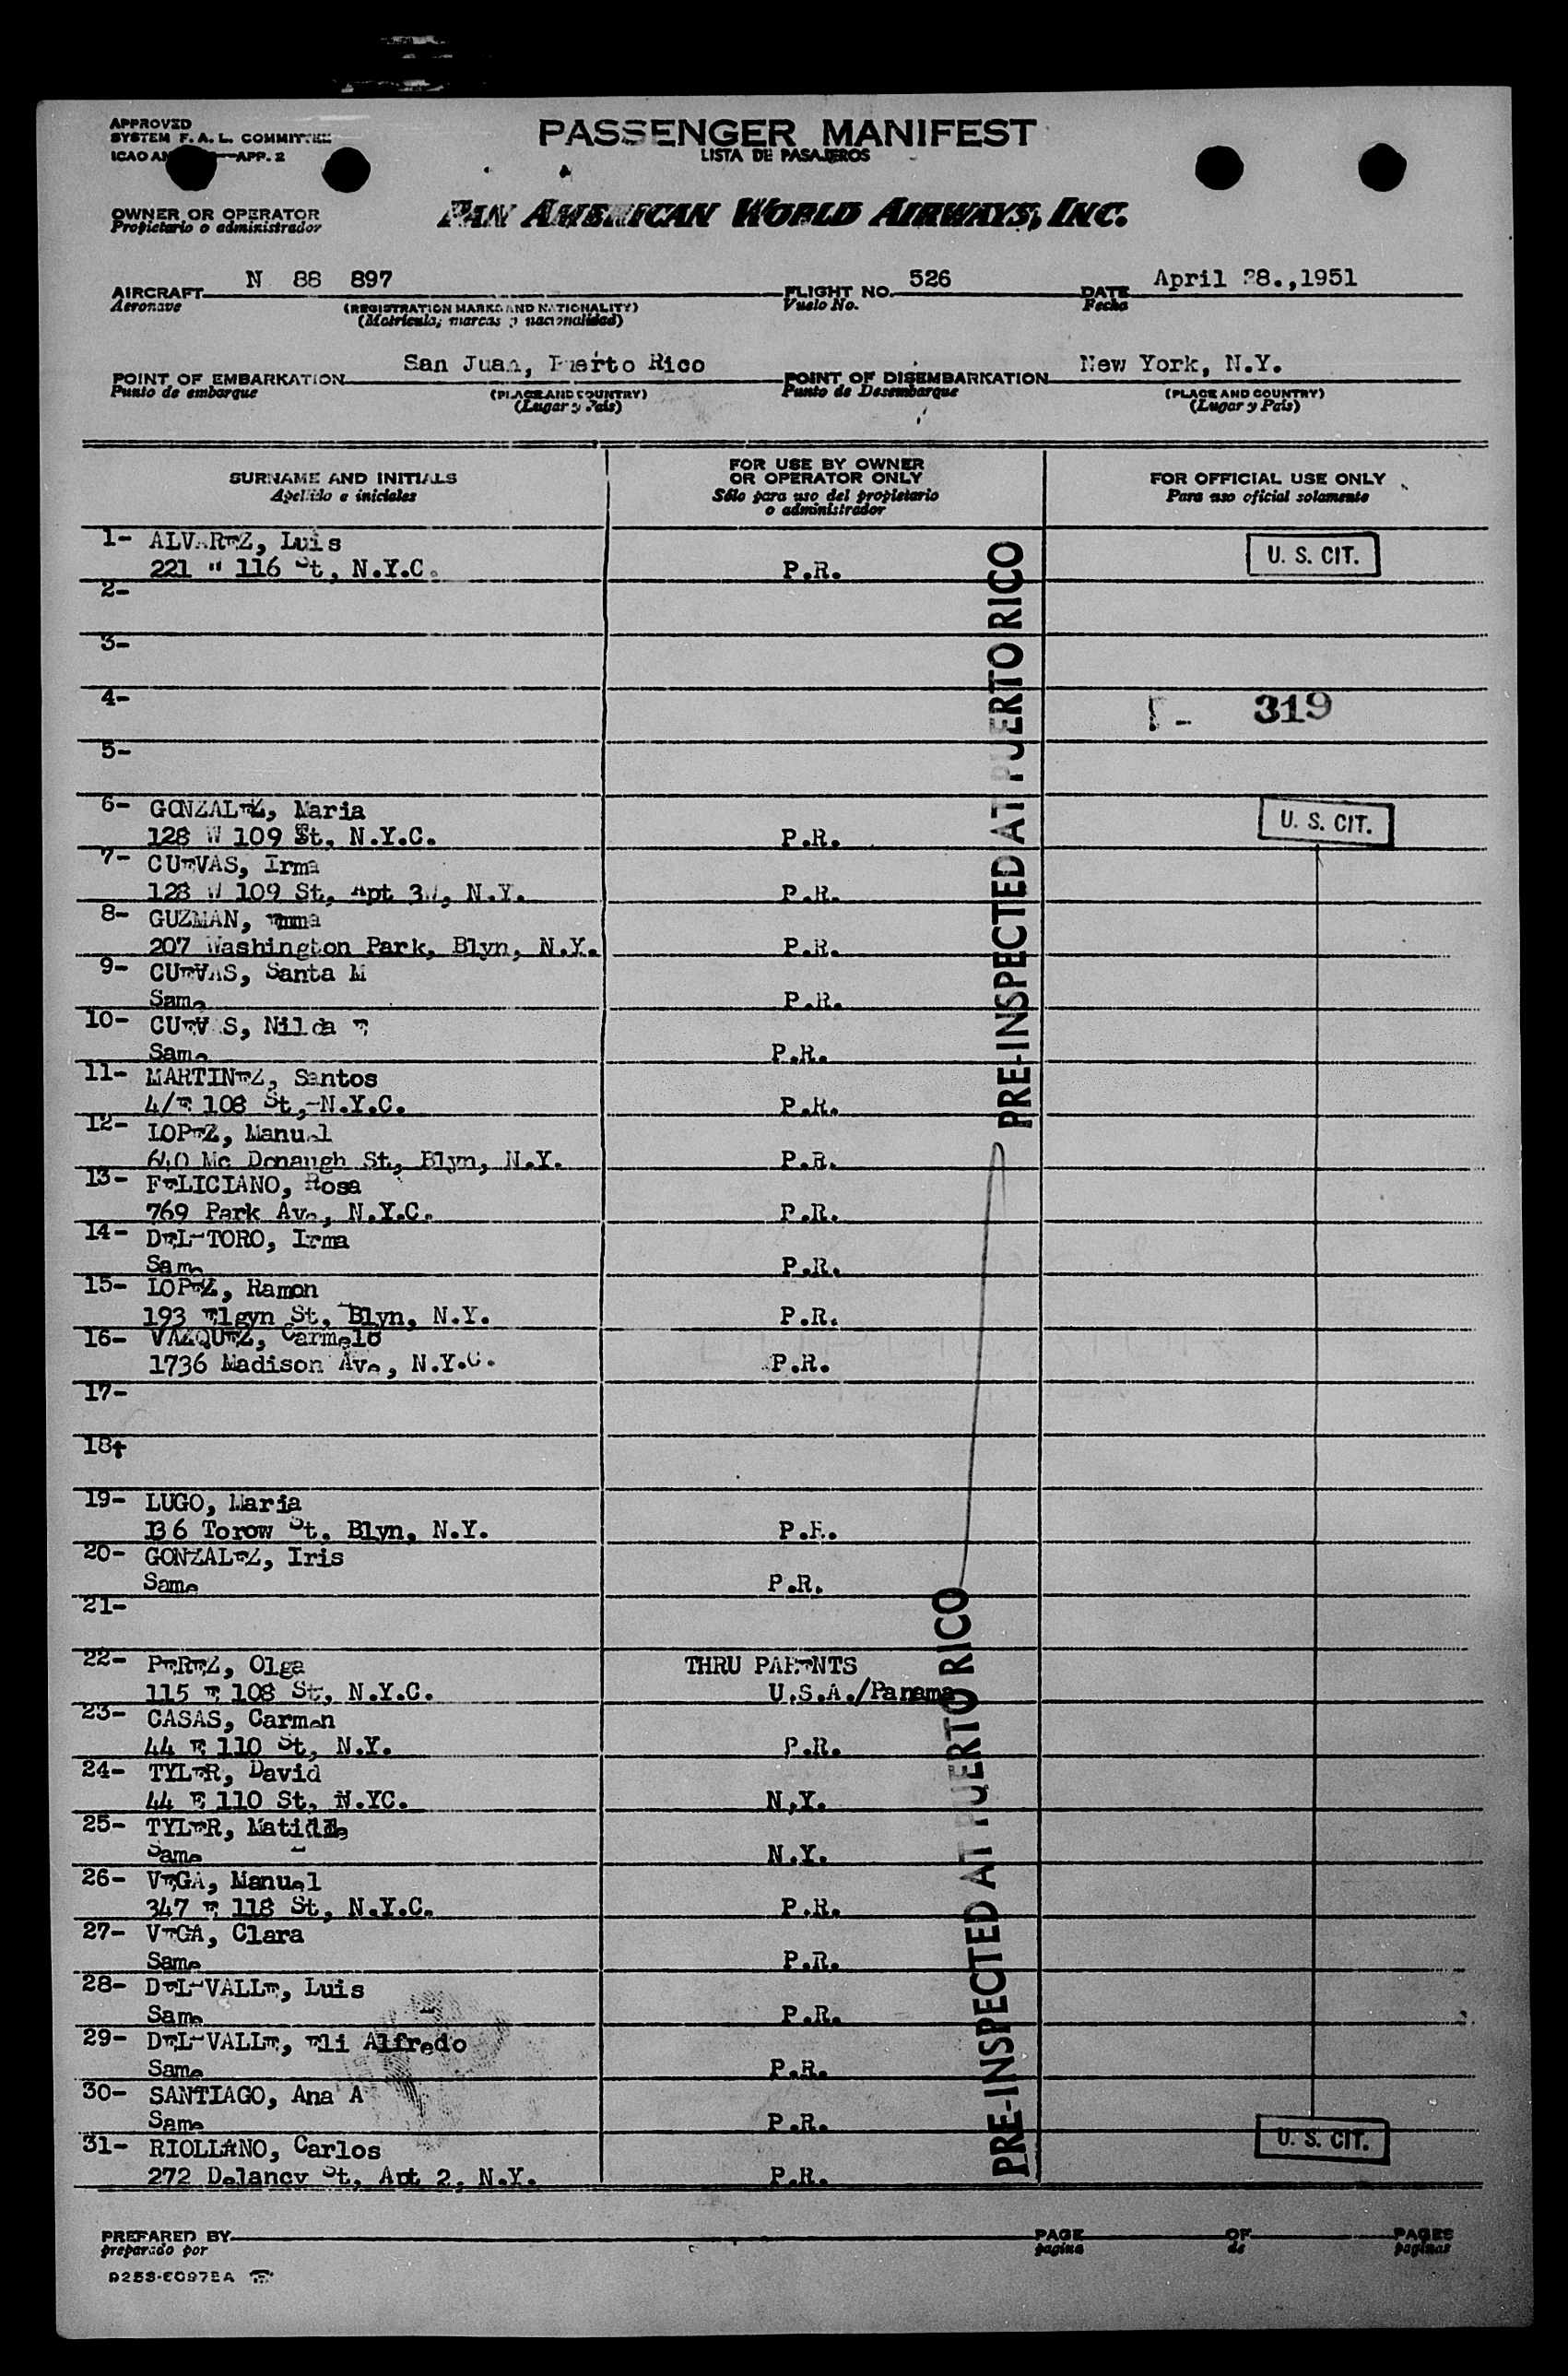 APPROVED
SYSTEM F. A. L. COMMITTEE
ICAO APP. 2
PASSENGER MANIFEST
LISTA DE PASAJEROS
OWNER OR OPERATOR
Propietario o administrador
PAN AMERICAN WORLD AIRWAYS, INC.
AIRCRAFT N 88 897
Aeronave
(REGISTRATION MARKS AND NATIONALITY)
(Matricula, marcas y nacionalidad)
FLIGHT NO. 526
Vuelo No.
DATE April 28.,1951
Fecha
POINT OF EMBARKATION San Juan, Puerto Rico
Punto de embarque
(PLACE AND COUNTRY)
(Lugar y Pais)
POINT OF DISEMBARKATION New York, N.Y.
Punto de Desembarque
(PLACE AND COUNTRY)
(Lugar y Pais)
SURNAME AND INITIALS
Apellido e iniciales
FOR USE BY OWNER
OR OPERATOR ONLY
Sólo para uso del propietario
o administrador
FOR OFFICIAL USE ONLY
Para uso oficial solamente
1- ALVAREZ, Luis
221 W 116 St, N.Y.C. P.R. U. S. CIT.
2-
3-
4- 319
5-
6- GONZALEZ, Maria
128 W 109 St, N.Y.C. P.R. U. S. CIT.
7- CUEVAS, Irma
128 W 109 St, Apt 3W, N.Y. P.R.
8- GUZMAN, Emma
207 Washington Park, Blyn, N.Y. P.R.
9- CUEVAS, Santa M
Same P.R.
10- CUEVAS, Nilda E
Same P.R.
11- MARTINEZ, Santos
4/E 108 St,-N.Y.C. P.R.
12- LOPEZ, Manuel
640 Mc Donaugh St, Blyn, N.Y. P.R.
13- FELICIANO, Rosa
769 Park Ave, N.Y.C. P.R.
14- DEL-TORO, Irma
Same P.R.
15- LOPEZ, Ramon
193 Elgyn St, Blyn, N.Y. P.R.
16- VAZQUEZ, Carmelo
1736 Madison Ave, N.Y.C. P.R.
17-
18-
19- LUGO, Maria
136 Torow St, Blyn, N.Y. P.R.
20- GONZALEZ, Iris
Same P.R.
21-
22- PEREZ, Olga THRU PARENTS
115 E 108 St, N.Y.C. U.S.A./Panama
23- CASAS, Carmen
44 E 110 St, N.Y. P.R.
24- TYLER, David
44 E 110 St, N.YC. N.Y.
25- TYLER, Matilde
Same N.Y.
26- VEGA, Manuel
347 E 118 St, N.Y.C. P.R.
27- VEGA, Clara
Same P.R.
28- DEL-VALLE, Luis
Same P.R.
29- DEL-VALLE, Eli Alfredo
Same P.R.
30- SANTIAGO, Ana A
Same P.R.
31- RIOLLANO, Carlos U. S. CIT.
272 Delancy St, Apt 2, N.Y. P.R.
PRE-INSPECTED AT PUERTO RICO
PRE-INSPECTED AT PUERTO RICO
PREPARED BY
preparado por
PAGE OF PAGES
pagina de paginas